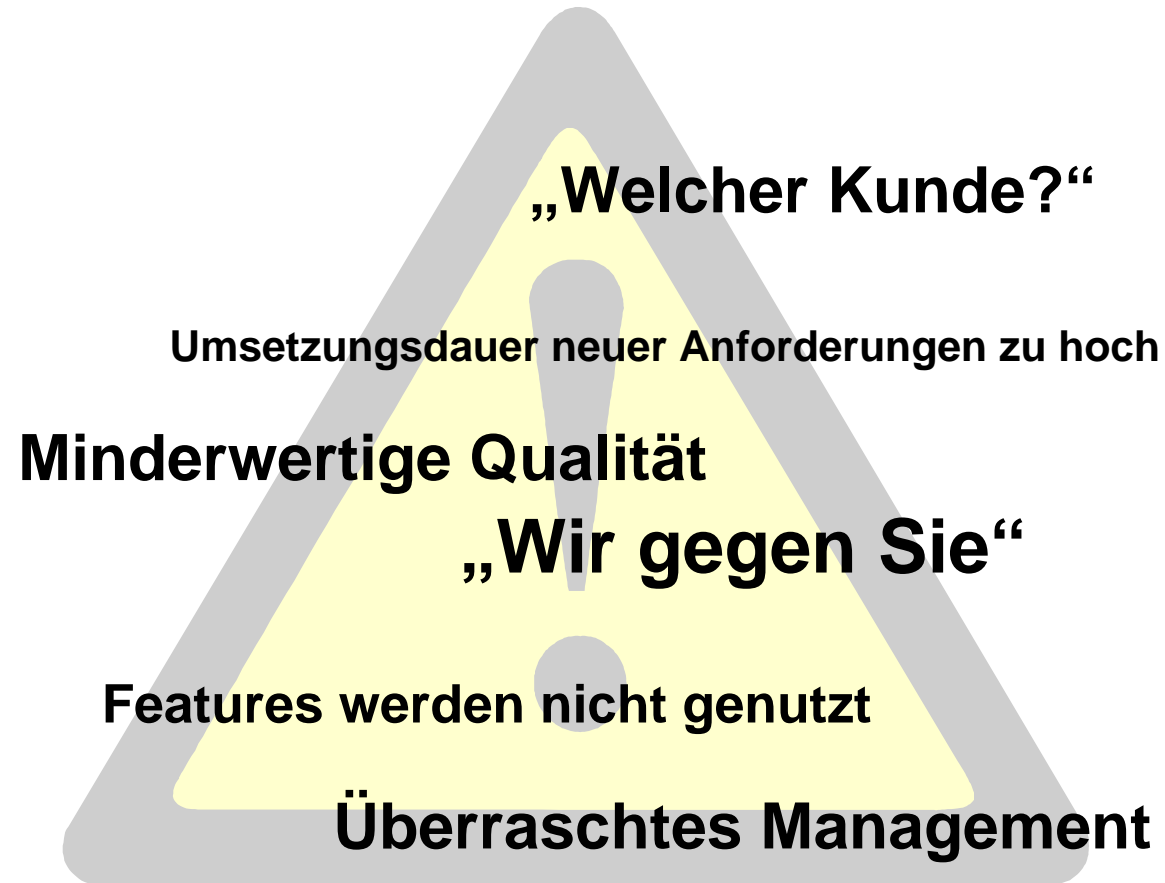 „Welcher Kunde?“
Umsetzungsdauer neuer Anforderungen zu hoch
Minderwertige Qualität
„Wir gegen Sie“
Features werden nicht genutzt
Überraschtes Management